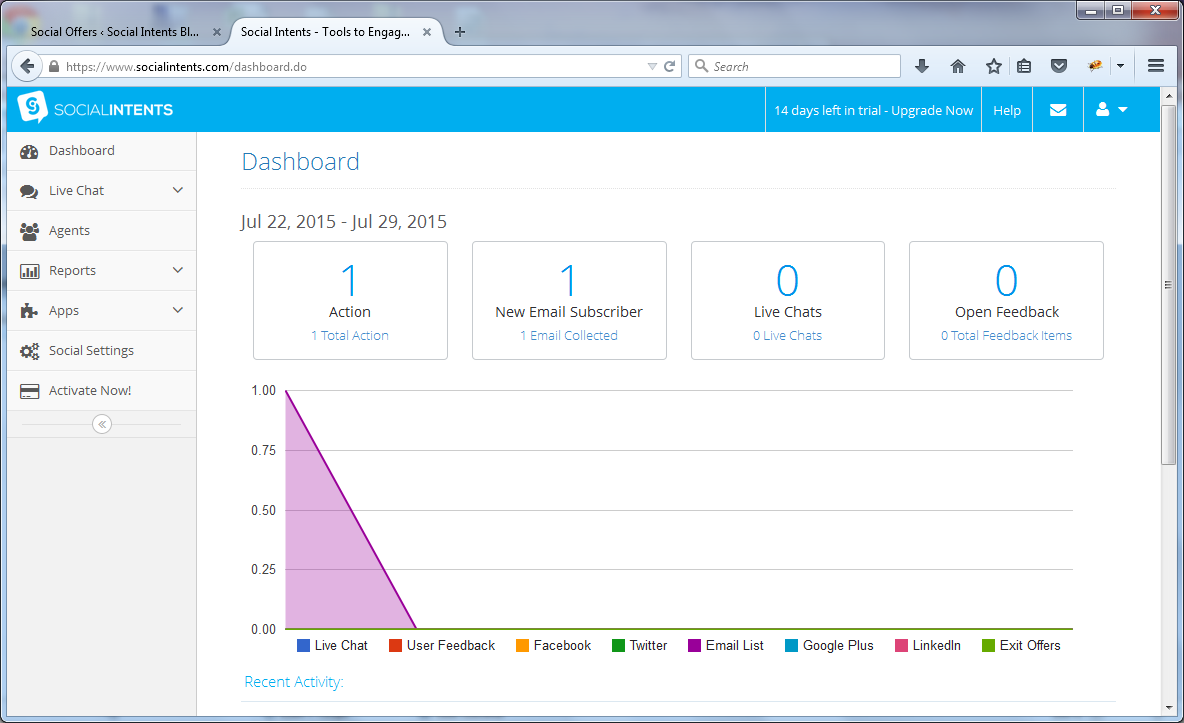 Social Offers ‹ Social Intents Bl...
Social Intents - Tools to Engag...
https://www.socialintents.com/dashboard.do
Search
SOCIALINTENTS
14 days left in trial - Upgrade Now
Help
Dashboard
Live Chat
Agents
Reports
Apps
Social Settings
Activate Now!
Dashboard
Jul 22, 2015 - Jul 29, 2015
1
Action
1 Total Action
1
New Email Subscriber
1 Email Collected
0
Live Chats
0 Live Chats
0
Open Feedback
0 Total Feedback Items
1.00
0.75
0.50
0.25
0.00
Live Chat
User Feedback
Facebook
Twitter
Email List
Google Plus
LinkedIn
Exit Offers
Recent Activity: